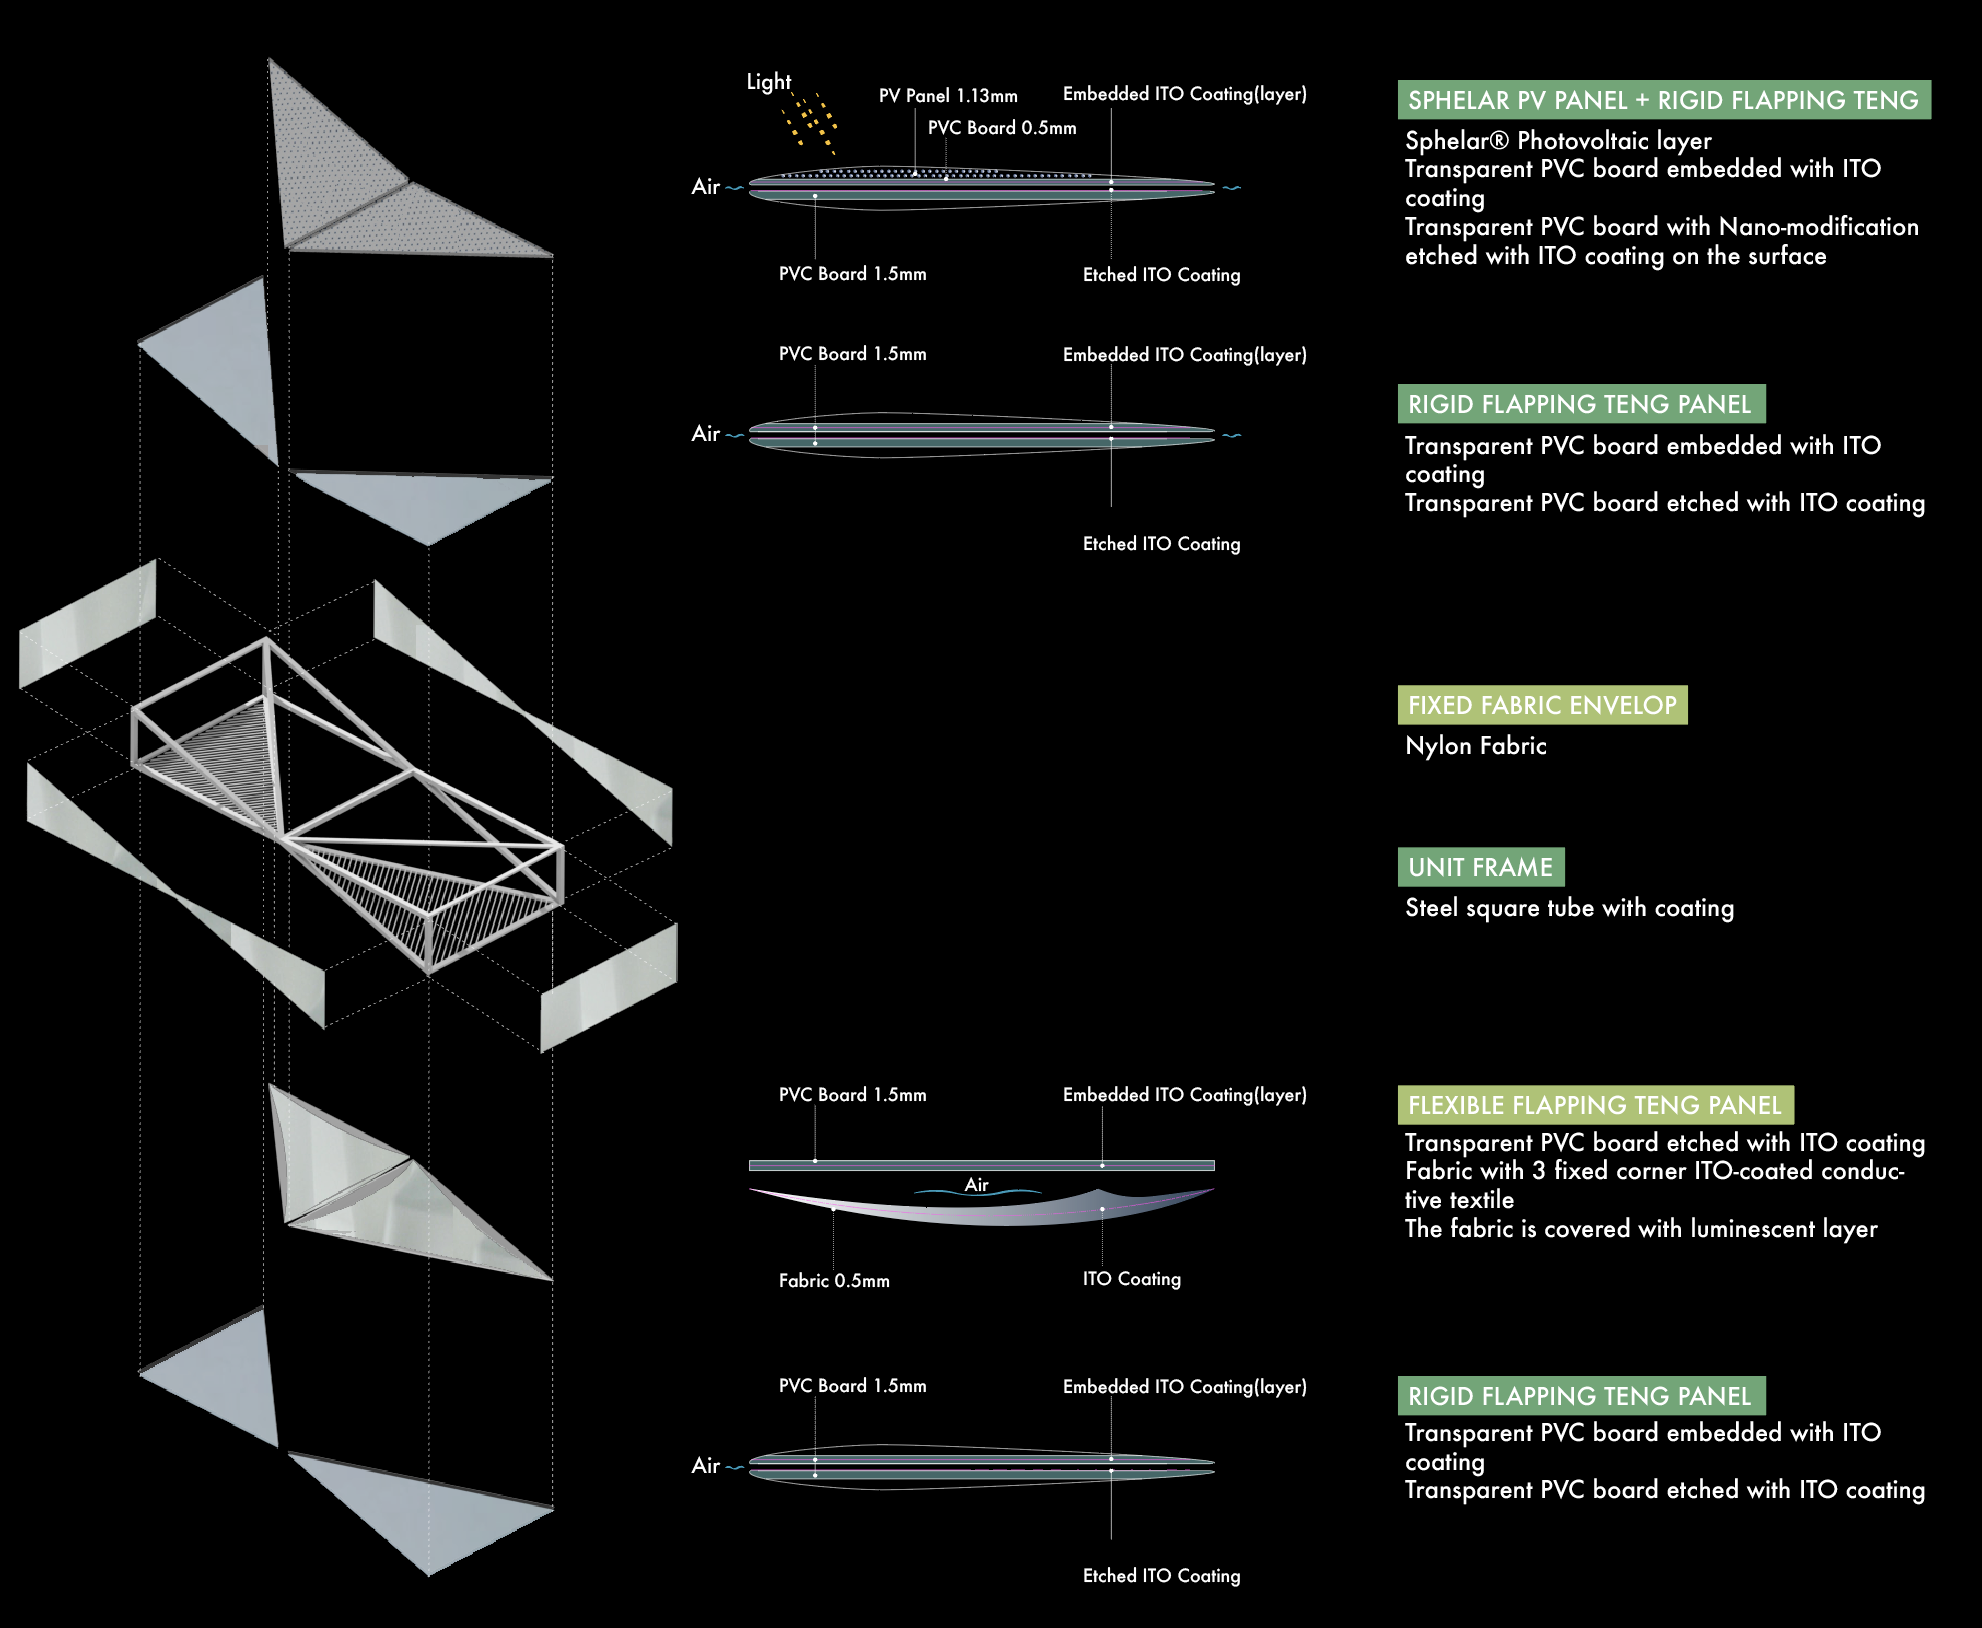 Light
PV Panel 1.13mm
Embedded ITO Coating(layer)
PVC Board 0.5mm
Air
PVC Board 1.5mm
Etched ITO Coating
SPHELAR PV PANEL + RIGID FLAPPING TENG
Sphelar® Photovoltaic layer
Transparent PVC board embedded with ITO
coating
Transparent PVC board with Nano-modification
etched with ITO coating on the surface
PVC Board 1.5mm
Embedded ITO Coating(layer)
Air
Etched ITO Coating
RIGID FLAPPING TENG PANEL
Transparent PVC board embedded with ITO
coating
Transparent PVC board etched with ITO coating
FIXED FABRIC ENVELOP
Nylon Fabric
UNIT FRAME
Steel square tube with coating
PVC Board 1.5mm
Embedded ITO Coating(layer)
Air
Fabric 0.5mm
ITO Coating
FLEXIBLE FLAPPING TENG PANEL
Transparent PVC board etched with ITO coating
Fabric with 3 fixed corner ITO-coated conduc-
tive textile
The fabric is covered with luminescent layer
PVC Board 1.5mm
Embedded ITO Coating(layer)
Air
Etched ITO Coating
RIGID FLAPPING TENG PANEL
Transparent PVC board embedded with ITO
coating
Transparent PVC board etched with ITO coating